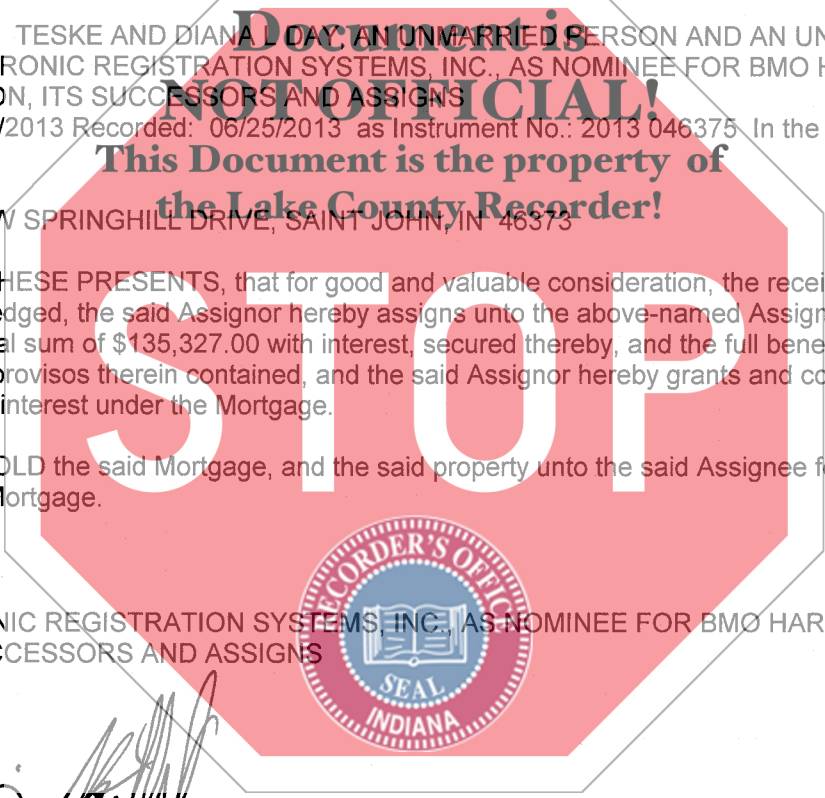 Document is
TESKE AND DIANA L DAY, AN UNMARRIED PERSON AND AN UN
RONIC REGISTRATION SYSTEMS, INC., AS NOMINEE FOR BMO H
NOT OFFICIAL!
ON, ITS SUCCESSORS AND ASSIGNS
/2013 Recorded: 06/25/2013 as Instrument No.: 2013 046375 In the
This Document is the property of
the Lake County Recorder!
W SPRINGHILL DRIVE, SAINT JOHN, IN 46373
HESE PRESENTS, that for good and valuable consideration, the recei
edged, the said Assignor hereby assigns unto the above-named Assign
al sum of $135,327.00 with interest, secured thereby, and the full bene
provisos therein contained, and the said Assignor hereby grants and co
interest under the Mortgage.
STOP
OLD the said Mortgage, and the said property unto the said Assignee f
Mortgage.
RECORDER'S OFFICE
NIC REGISTRATION SYSTEMS, INC., AS NOMINEE FOR BMO HAR
CCESSORS AND ASSIGNS
SEAL
INDIANA